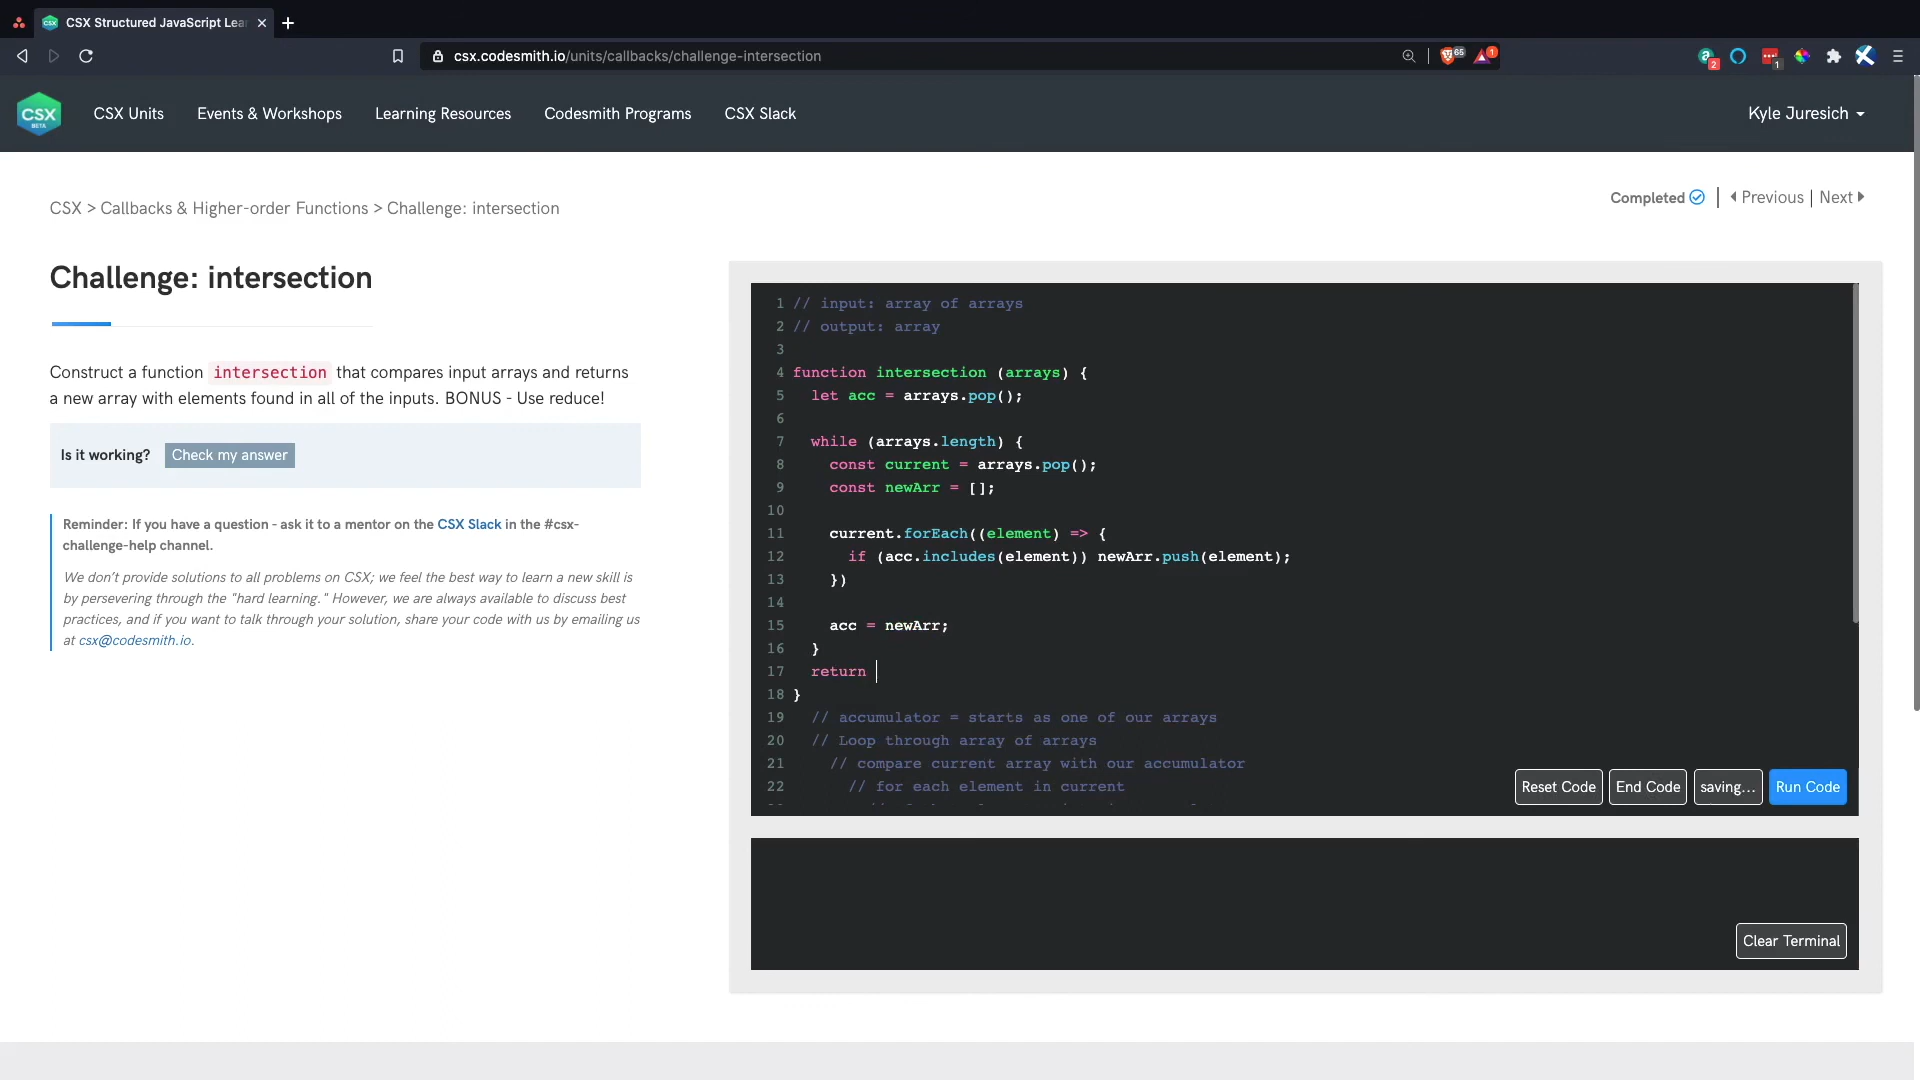 CSX Structured JavaScript Lea
csx.codesmith.io/units/callbacks/challenge-intersection
65
1
2
1
CSX
BETA
CSX Units
Events & Workshops
Learning Resources
Codesmith Programs
CSX Slack
Kyle Juresich
CSX > Callbacks & Higher-order Functions > Challenge: intersection
Completed
Previous | Next
Challenge: intersection
Construct a function intersection that compares input arrays and returns
a new array with elements found in all of the inputs. BONUS - Use reduce!
Is it working? Check my answer
Reminder: If you have a question - ask it to a mentor on the CSX Slack in the #csx-
challenge-help channel.
We don't provide solutions to all problems on CSX; we feel the best way to learn a new skill is
by persevering through the "hard learning." However, we are always available to discuss best
practices, and if you want to talk through your solution, share your code with us by emailing us
at csx@codesmith.io.
1 // input: array of arrays
2 // output: array
3
4 function intersection (arrays) {
5 let acc = arrays.pop();
6
7 while (arrays.length) {
8 const current = arrays.pop();
9 const newArr = [];
10
11 current.forEach((element) => {
12 if (acc.includes(element)) newArr.push(element);
13 })
14
15 acc = newArr;
16 }
17 return
18 }
19 // accumulator = starts as one of our arrays
20 // Loop through array of arrays
21 // compare current array with our accumulator
22 // for each element in current
Reset Code
End Code
saving...
Run Code
Clear Terminal